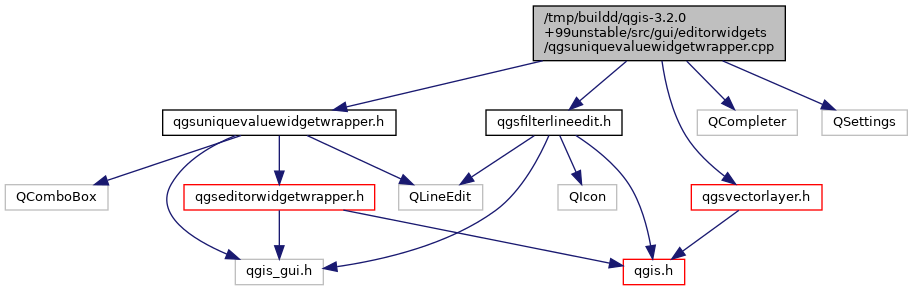 /tmp/buildd/qgis-3.2.0
+99unstable/src/gui/editorwidgets
/qgsuniquevaluewidgetwrapper.cpp
qgsuniquevaluewidgetwrapper.h
qgsfilterlineedit.h
QCompleter
QSettings
QComboBox
qgseditorwidgetwrapper.h
QLineEdit
QIcon
qgsvectorlayer.h
qgis_gui.h
qgis.h